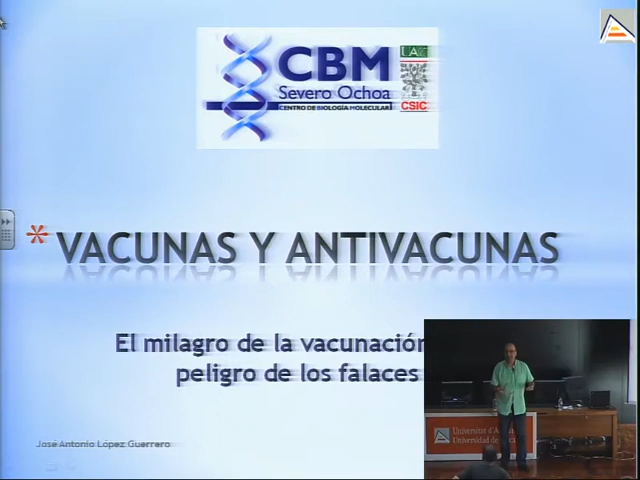 CBM
Severo Ochoa
CENTRO DE BIOLOGÍA MOLECULAR
CSIC
* VACUNAS Y ANTIVACUNAS
El milagro de la vacunación
peligro de los falaces
José Antonio López Guerrero
Universitat
Universidad de